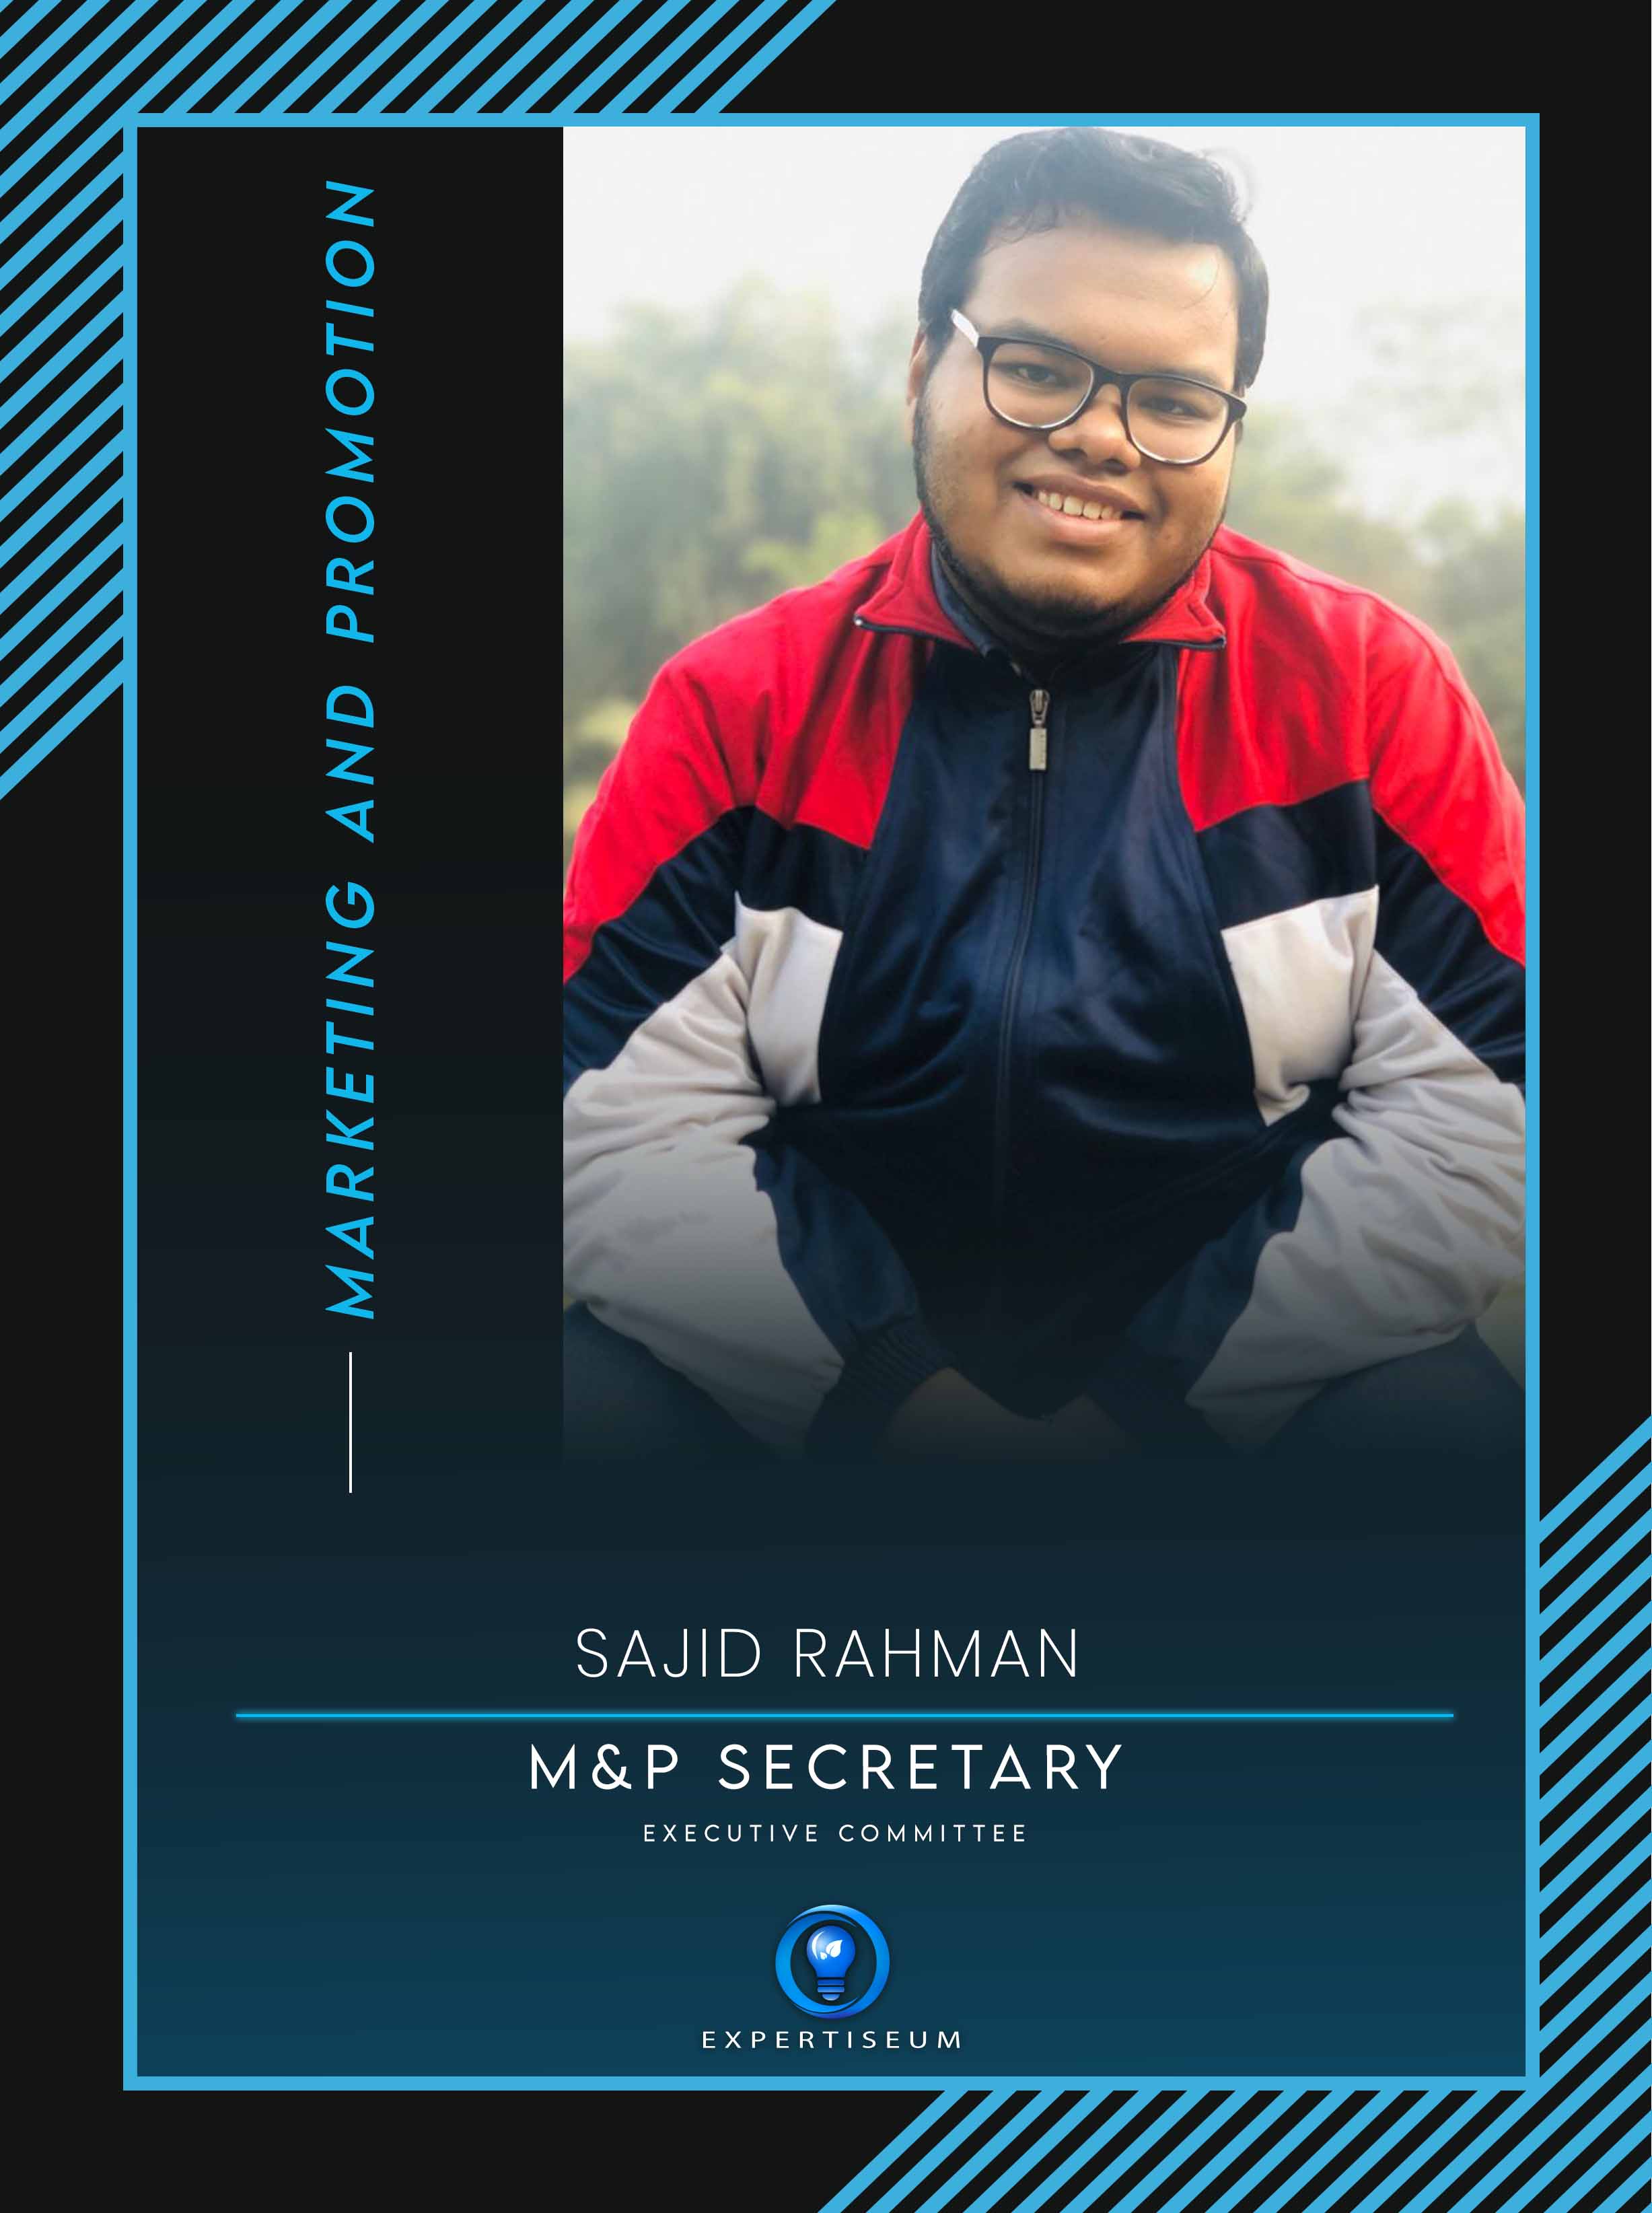 MARKETING AND PROMOTION
SAJID RAHMAN
M&P SECRETARY
EXECUTIVE COMMITTEE
EXPERTISEUM